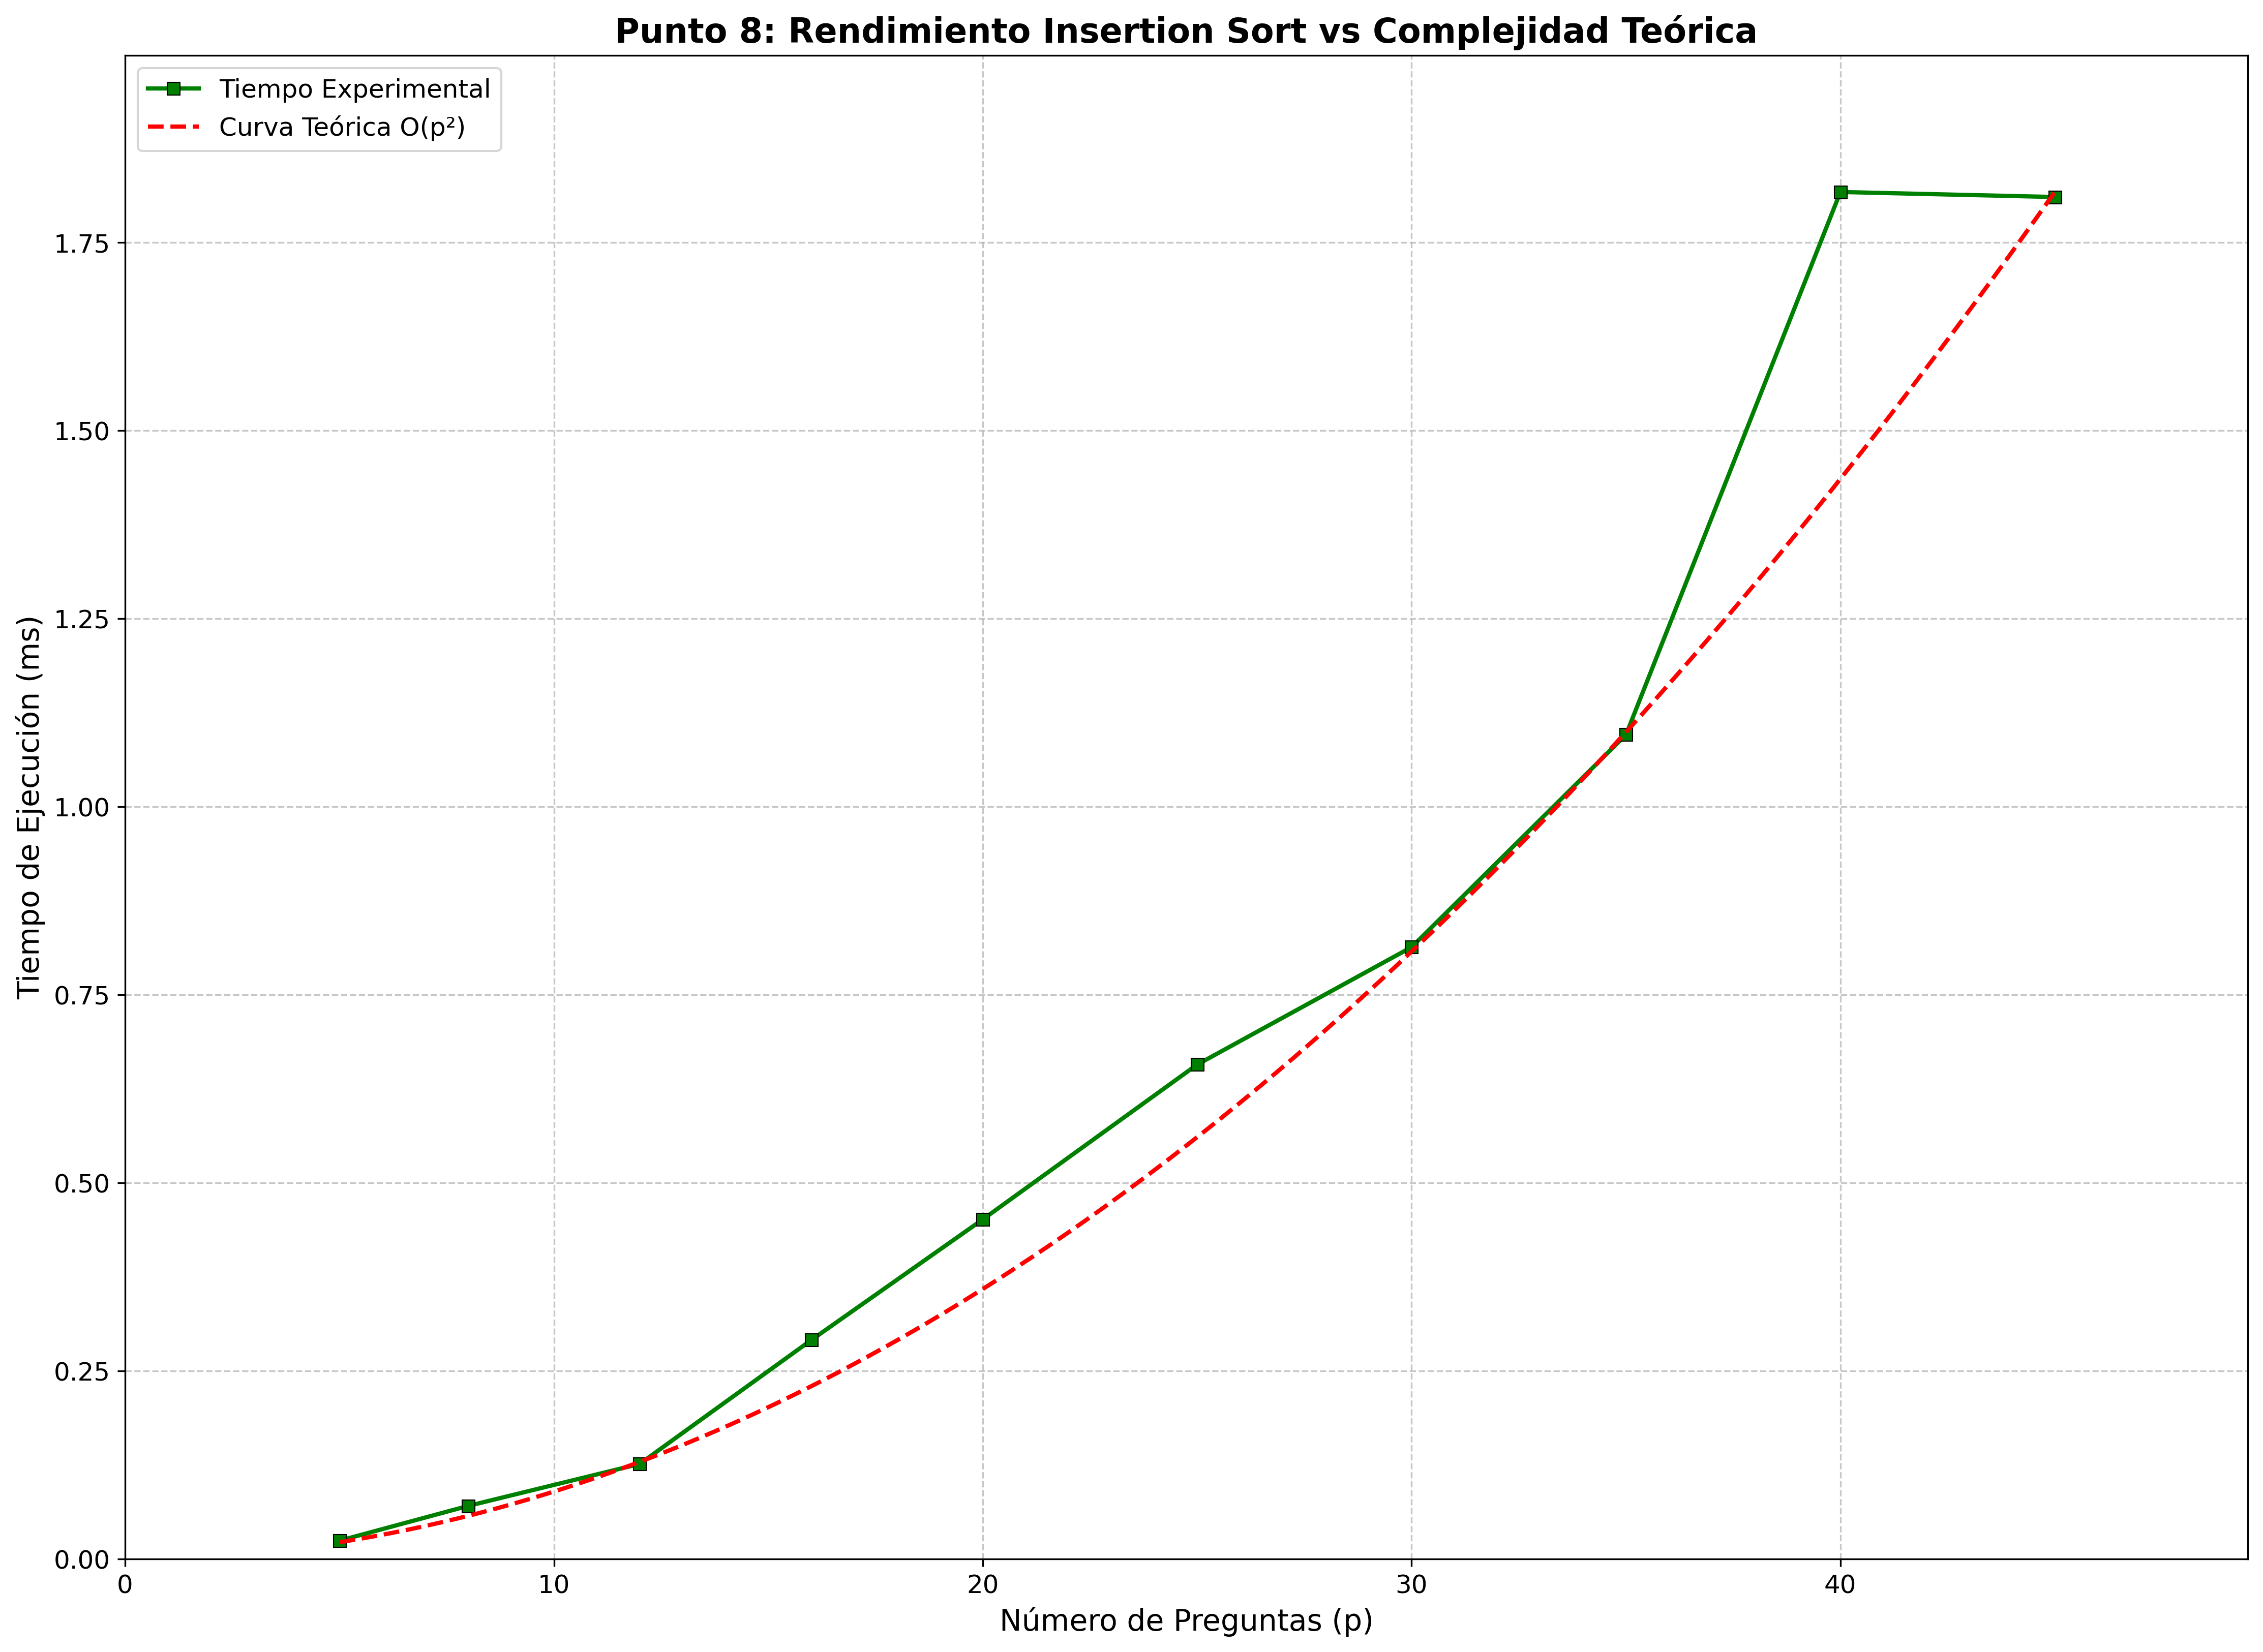 Punto 8: Rendimiento Insertion Sort vs Complejidad Teórica
Tiempo Experimental
Curva Teórica O(p²)
Tiempo de Ejecución (ms)
1.75
1.50
1.25
1.00
0.75
0.50
0.25
0.00
0
10
20
30
40
Número de Preguntas (p)